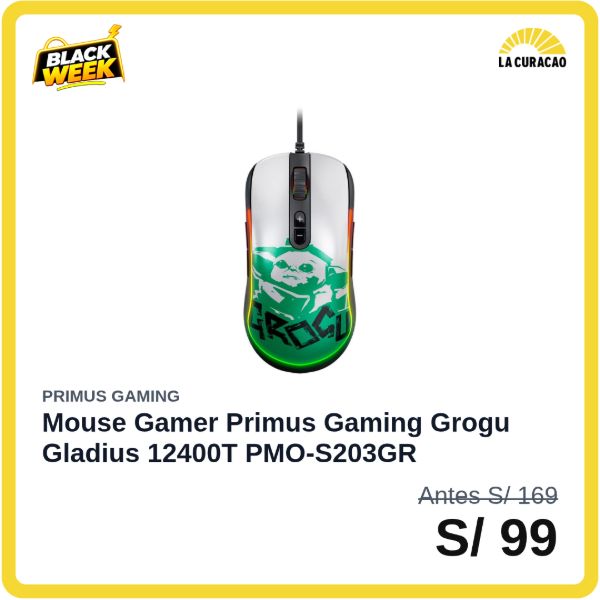 BLACK
WEEK
LA CURACAO
GROGU
PRIMUS GAMING
Mouse Gamer Primus Gaming Grogu
Gladius 12400T PMO-S203GR
Antes S/ 169
S/ 99